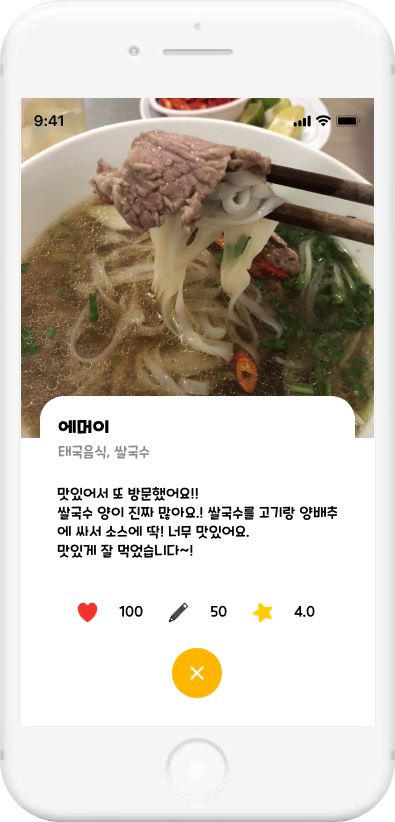 9:41
에머이
태국음식, 쌀국수
맛있어서 또 방문했어요!!
쌀국수 양이 진짜 많아요.! 쌀국수를 고기랑 양배추
에 싸서 소스에 딱! 너무 맛있어요.
맛있게 잘 먹었습니다~!
100 50 4.0